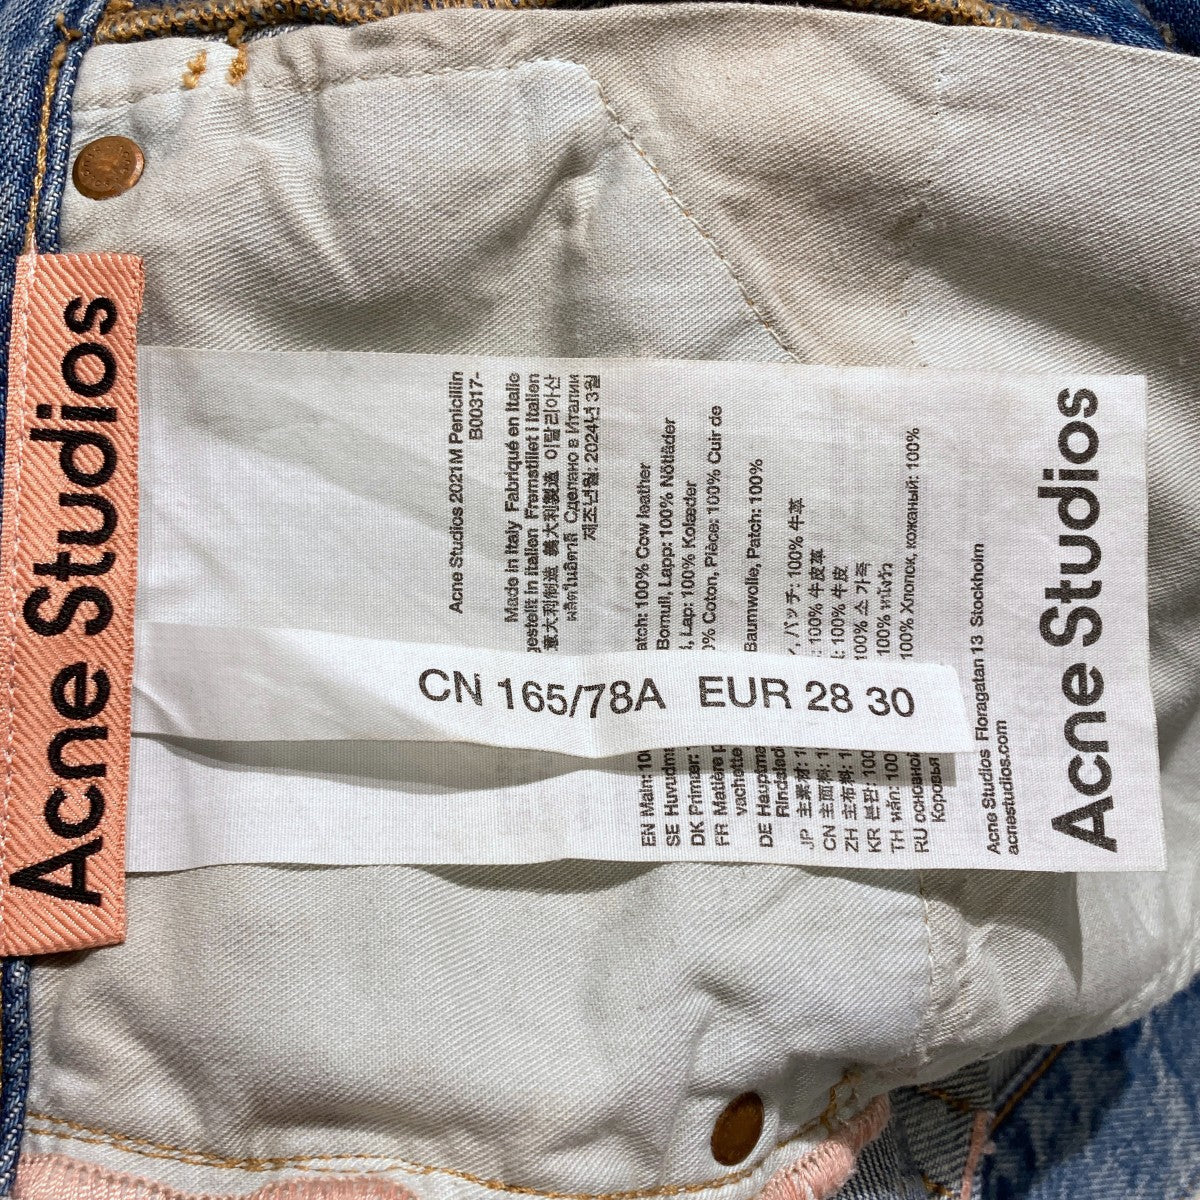 Acne Studios
Acne Studios 2021M Penicillin
B00317-
Made in Italy Fabriqué en Italie
gestellt in Italien Fremstillet i Italien
意大利制造 義大利製造 이탈리아산
ผลิตในอิตาลี Сделано в Италии
제조년월: 2024년 3월
CN 165/78A EUR 28 30
EN Main: 100 atch: 100% Cow leather
SE Huvudm Bomull, Lapp: 100% Nötläder
DK Primær: , Lap: 100% Kolæder
FR Matière p 0% Coton, Pièce: 100% Cuir de
vachette
DE Hauptma Baumwolle, Patch: 100%
Rindsled
JP 主素材: パッチ: 100% 牛革
CN 主面料: : 100% 牛皮革
ZH 主布料: : 100% 牛皮
KR 본판: 100 100% 소 가죽
TH หลัก: 100 100% หนังวัว
RU основной 100% Хлопок, кожаный: 100%
Коровья
Acne Studios Floragatan 13 Stockholm
acnestudios.com
Acne Studios